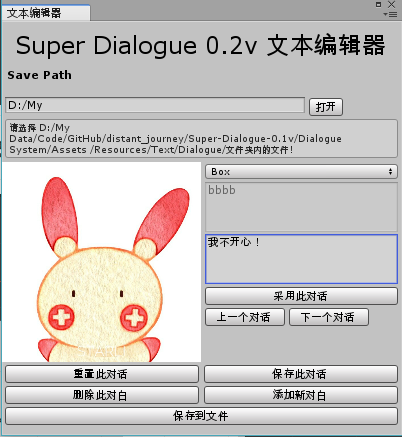 文本编辑器
Super Dialogue 0.2v 文本编辑器
Save Path
D:/My
打开
请选择 D:/My
Data/Code/GitHub/distant_journey/Super-Dialogue-0.1v/Dialogue
System/Assets /Resources/Text/Dialogue/文件夹内的文件!
Box
bbbb
我不开心！
采用此对话
上一个对话
下一个对话
重置此对话
保存此对话
删除此对白
添加新对白
保存到文件